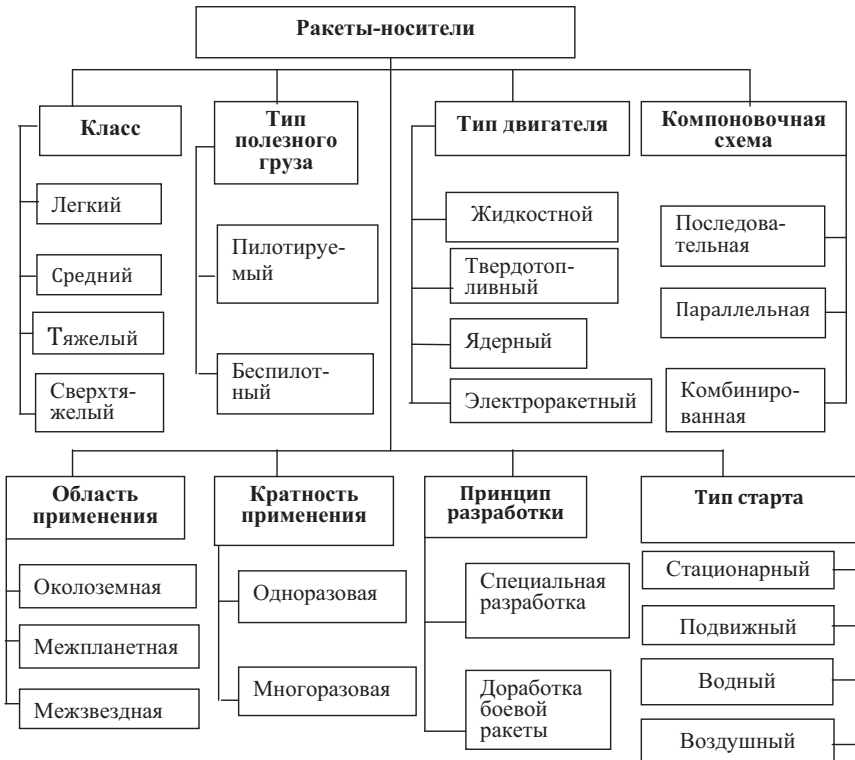 Ракеты-носители
Класс
Легкий
Средний
Тяжелый
Сверхтя-
желый
Тип
полезного
груза
Пилотируе-
мый
Беспилот-
ный
Тип двигателя
Жидкостной
Твердотоп-
ливный
Ядерный
Электроракетный
Компоновочная
схема
Последова-
тельная
Параллельная
Комбиниро-
ванная
Область
применения
Околоземная
Межпланетная
Межзвездная
Кратность
применения
Одноразовая
Многоразовая
Принцип
разработки
Специальная
разработка
Доработка
боевой
ракеты
Тип старта
Стационарный
Подвижный
Водный
Воздушный